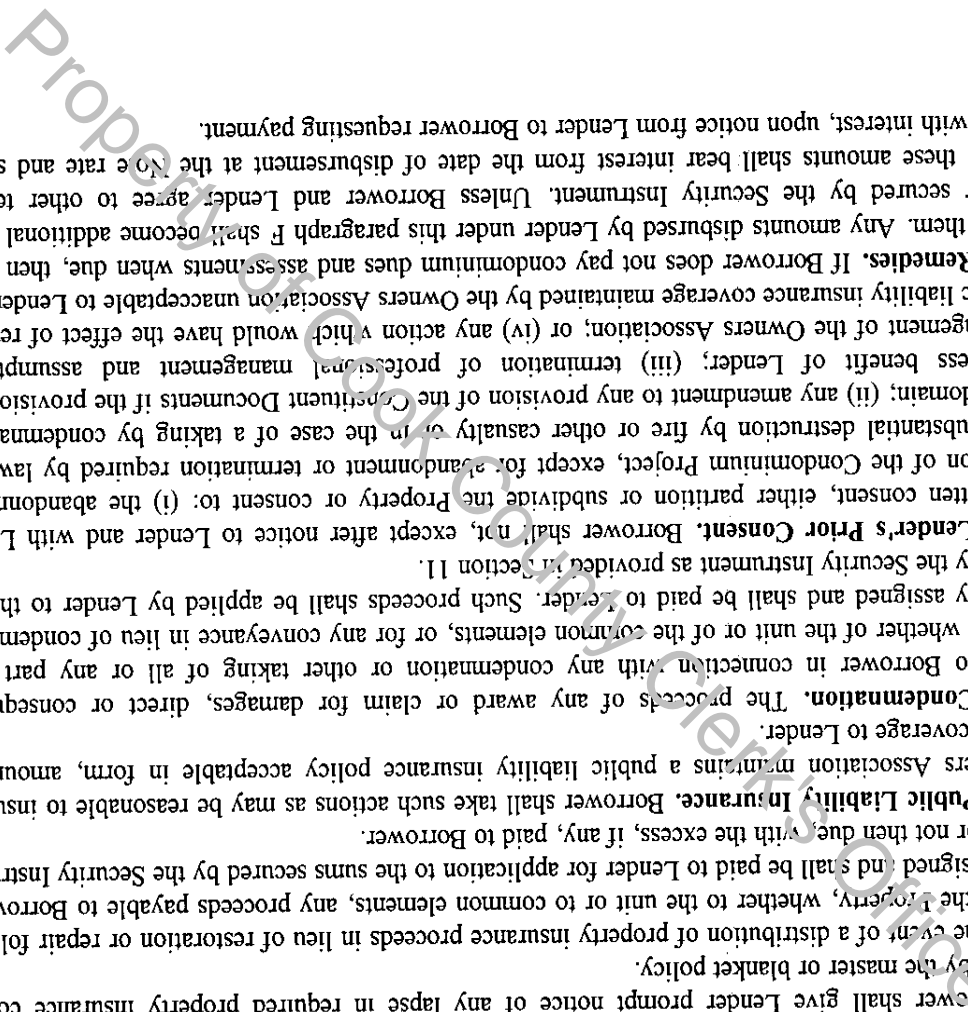 ower shall give Lender prompt notice of any lapse in required property insurance co
by the master or blanket policy.
he event of a distribution of property insurance proceeds in lieu of restoration or repair fol
the Property, whether to the unit or to common elements, any proceeds payable to Borrov
signed and shall be paid to Lender for application to the sums secured by the Security Instr
or not then due, with the excess, if any, paid to Borrower.
Public Liability Insurance. Borrower shall take such actions as may be reasonable to insu
ers Association maintains a public liability insurance policy acceptable in form, amoun
coverage to Lender.
Condemnation. The proceeds of any award or claim for damages, direct or consequ
o Borrower in connection with any condemnation or other taking of all or any part
whether of the unit or of the common elements, or for any conveyance in lieu of condem
y assigned and shall be paid to Lender. Such proceeds shall be applied by Lender to th
y the Security Instrument as provided in Section 11.
Lender's Prior Consent. Borrower shall not, except after notice to Lender and with L
tten consent, either partition or subdivide the Property or consent to: (i) the abandonm
on of the Condominium Project, except for abandonment or termination required by law
substantial destruction by fire or other casualty or in the case of a taking by condemna
domain; (ii) any amendment to any provision of the Constituent Documents if the provisio
ess benefit of Lender; (iii) termination of professional management and assumpt
agement of the Owners Association; or (iv) any action which would have the effect of re
c liability insurance coverage maintained by the Owners Association unacceptable to Lende
Remedies. If Borrower does not pay condominium dues and assessments when due, then
them. Any amounts disbursed by Lender under this paragraph F shall become additional
r secured by the Security Instrument. Unless Borrower and Lender agree to other te
these amounts shall bear interest from the date of disbursement at the Note rate and s
with interest, upon notice from Lender to Borrower requesting payment.
Property of Cook County Clerk's Office